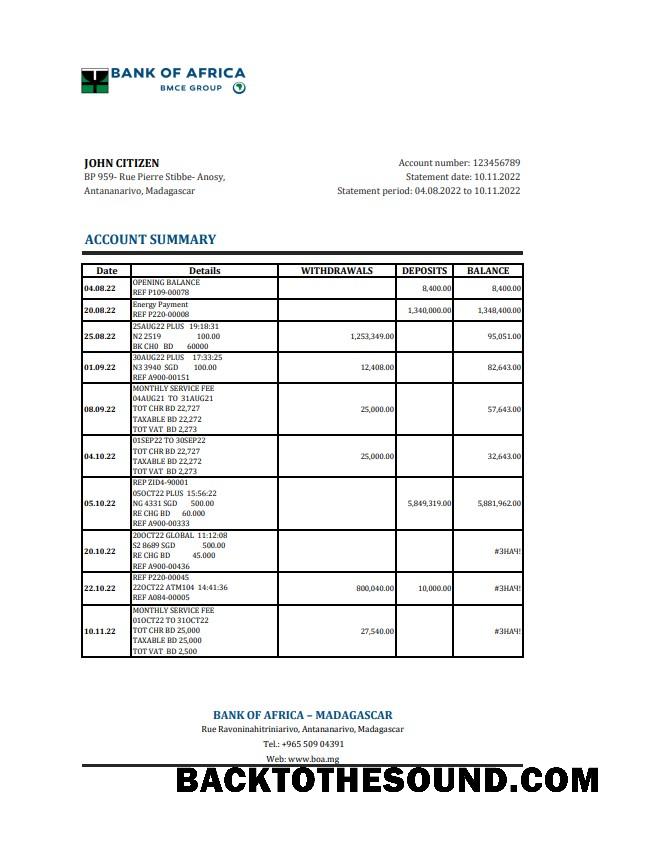 BANK OF AFRICA
BMCE GROUP
JOHN CITIZEN
BP 959- Rue Pierre Stibbe- Anosy,
Antananarivo, Madagascar
Account number: 123456789
Statement date: 10.11.2022
Statement period: 04.08.2022 to 10.11.2022
ACCOUNT SUMMARY
Date Details WITHDRAWALS DEPOSITS BALANCE
04.08.22 OPENING BALANCE 8,400.00 8,400.00
REF P109-00078
20.08.22 Energy Payment 1,340,000.00 1,348,400.00
REF P220-00008
25.08.22 25AUG22 PLUS 19:18:31 1,253,349.00 95,051.00
N2 2519 100.00
BK CH0 BD 60000
01.09.22 30AUG22 PLUS 17:33:25 12,408.00 82,643.00
N3 3940 SGD 100.00
REF A900-00151
08.09.22 MONTHLY SERVICE FEE 25,000.00 57,643.00
04AUG21 TO 31AUG21
TOT CHR BD 22,727
TAXABLE BD 22,272
TOT VAT BD 2,273
04.10.22 01SEP22 TO 30SEP22 25,000.00 32,643.00
TOT CHR BD 22,727
TAXABLE BD 22,272
TOT VAT BD 2,273
05.10.22 REP ZID4-90001 5,849,319.00 5,881,962.00
05OCT22 PLUS 15:56:22
NG 4331 SGD 500.00
RE CHG BD 60.000
REF A900-00333
20.10.22 20OCT22 GLOBAL 11:12:08 #ЗНАЧ!
S2 8689 SGD 500.00
RE CHG BD 45.000
REF A900-00436
22.10.22 REF P220-00045 800,040.00 10,000.00 #ЗНАЧ!
22OCT22 ATM104 14:41:36
REF A084-00005
10.11.22 MONTHLY SERVICE FEE 27,540.00 #ЗНАЧ!
01OCT22 TO 31OCT22
TOT CHR BD 25,000
TAXABLE BD 25,000
TOT VAT BD 2,500
BANK OF AFRICA – MADAGASCAR
Rue Ravoninahitriniarivo, Antananarivo, Madagascar
Tel.: +965 509 04391
Web: www.boa.mg
BACKTOTHESOUND.COM